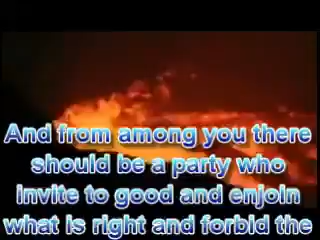 And from among you there
should be a party who
invite to good and enjoin
what is right and forbid the